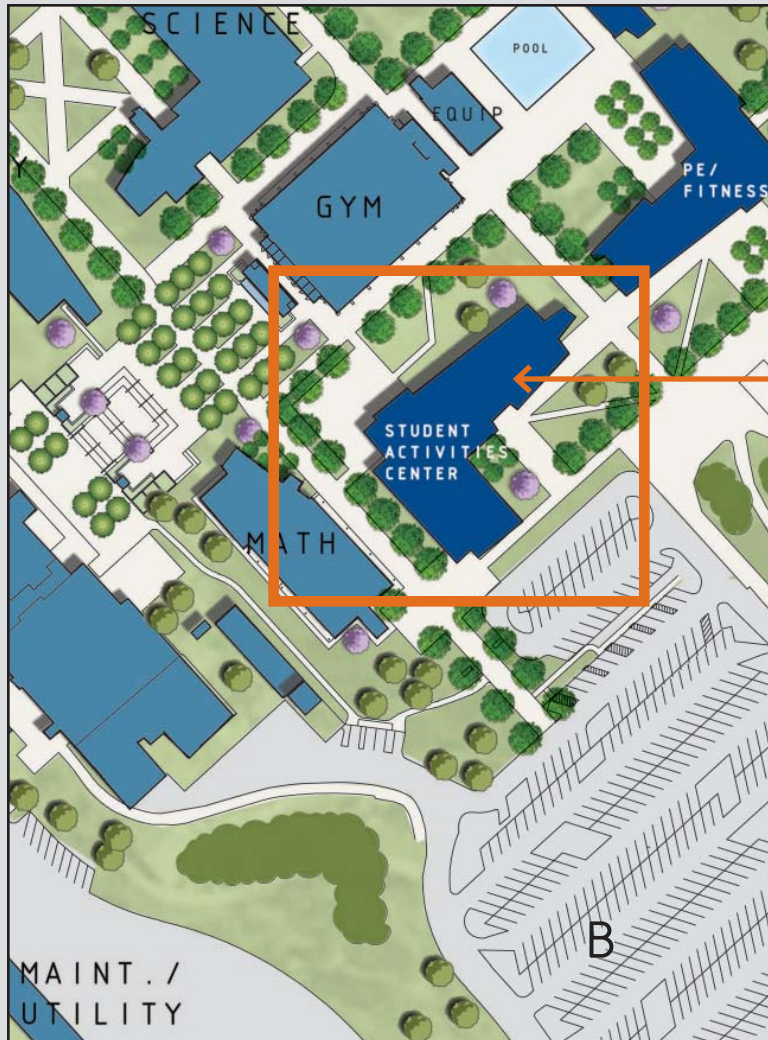 SCIENCE
POOL
EQUIP
Y
PE/
FITNESS
GYM
STUDENT
ACTIVITIES
CENTER
MATH
B
MAINT./
UTILITY